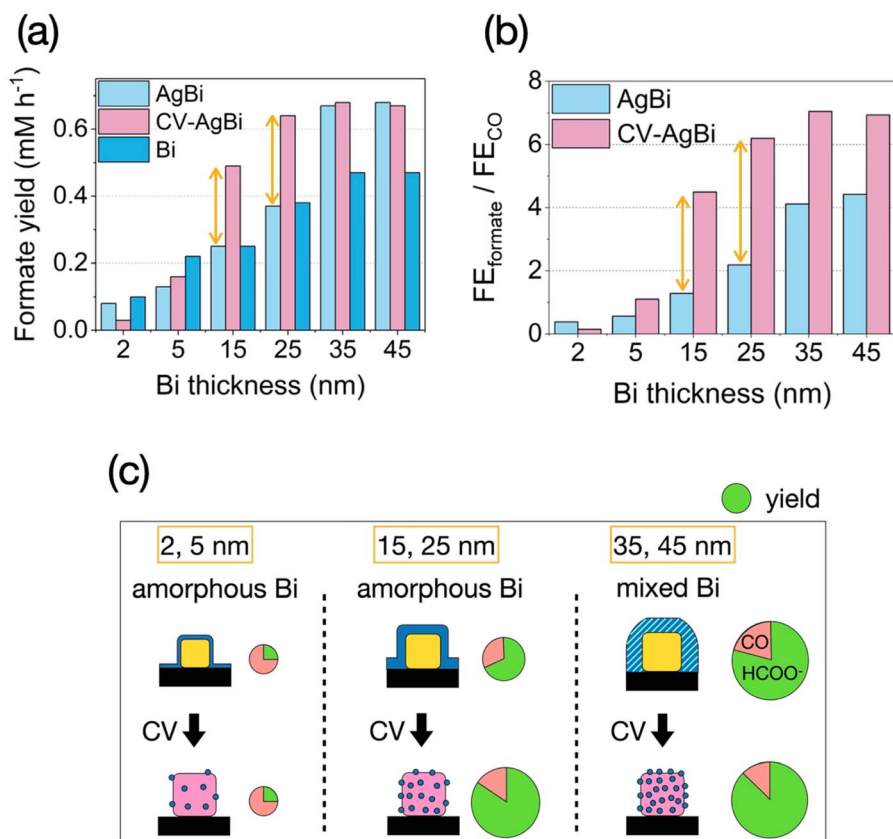 (a)
Formate yield (mM h⁻¹)
0.6
0.4
0.2
0.0
AgBi
CV-AgBi
Bi
2 5 15 25 35 45
Bi thickness (nm)
(b)
FE_formate / FE_CO
8
6
4
2
0
AgBi
CV-AgBi
2 5 15 25 35 45
Bi thickness (nm)
(c)
yield
2, 5 nm 15, 25 nm 35, 45 nm
amorphous Bi amorphous Bi mixed Bi
CO
HCOO⁻
CV CV CV